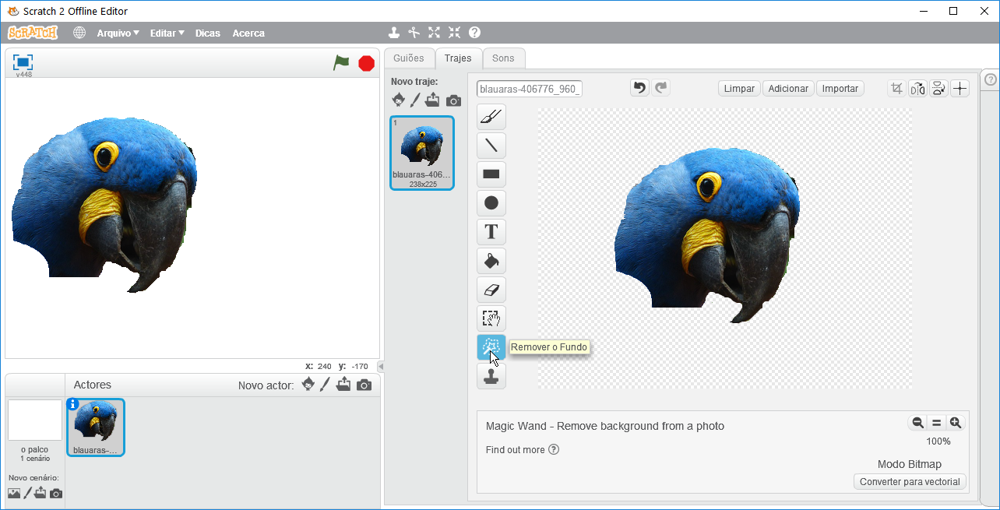 Scratch 2 Offline Editor
SCRATCH
Arquivo Editar Dicas Acerca
v448
Guiões Trajes Sons
Novo traje:
1
blauaras-406...
238x225
blauaras-406776_960_
Limpar Adicionar Importar
T
Remover o Fundo
x: 240 y: -170
Actores
Novo actor:
blauaras-...
o palco
1 cenário
Novo cenário:
Magic Wand - Remove background from a photo
Find out more
100%
Modo Bitmap
Converter para vectorial